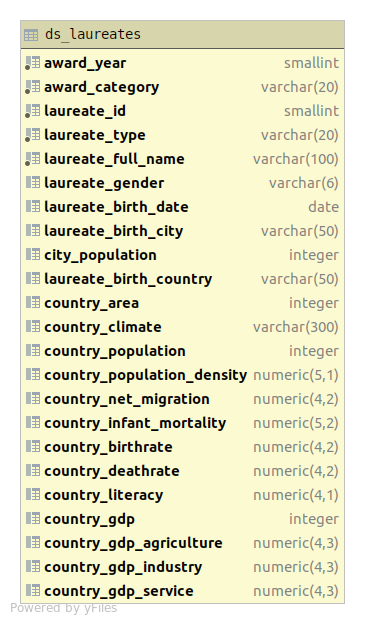 ds_laureates
award_year smallint
award_category varchar(20)
laureate_id smallint
laureate_type varchar(20)
laureate_full_name varchar(100)
laureate_gender varchar(6)
laureate_birth_date date
laureate_birth_city varchar(50)
city_population integer
laureate_birth_country varchar(50)
country_area integer
country_climate varchar(300)
country_population integer
country_population_density numeric(5,1)
country_net_migration numeric(4,2)
country_infant_mortality numeric(5,2)
country_birthrate numeric(4,2)
country_deathrate numeric(4,2)
country_literacy numeric(4,1)
country_gdp integer
country_gdp_agriculture numeric(4,3)
country_gdp_industry numeric(4,3)
country_gdp_service numeric(4,3)
Powered by yFiles